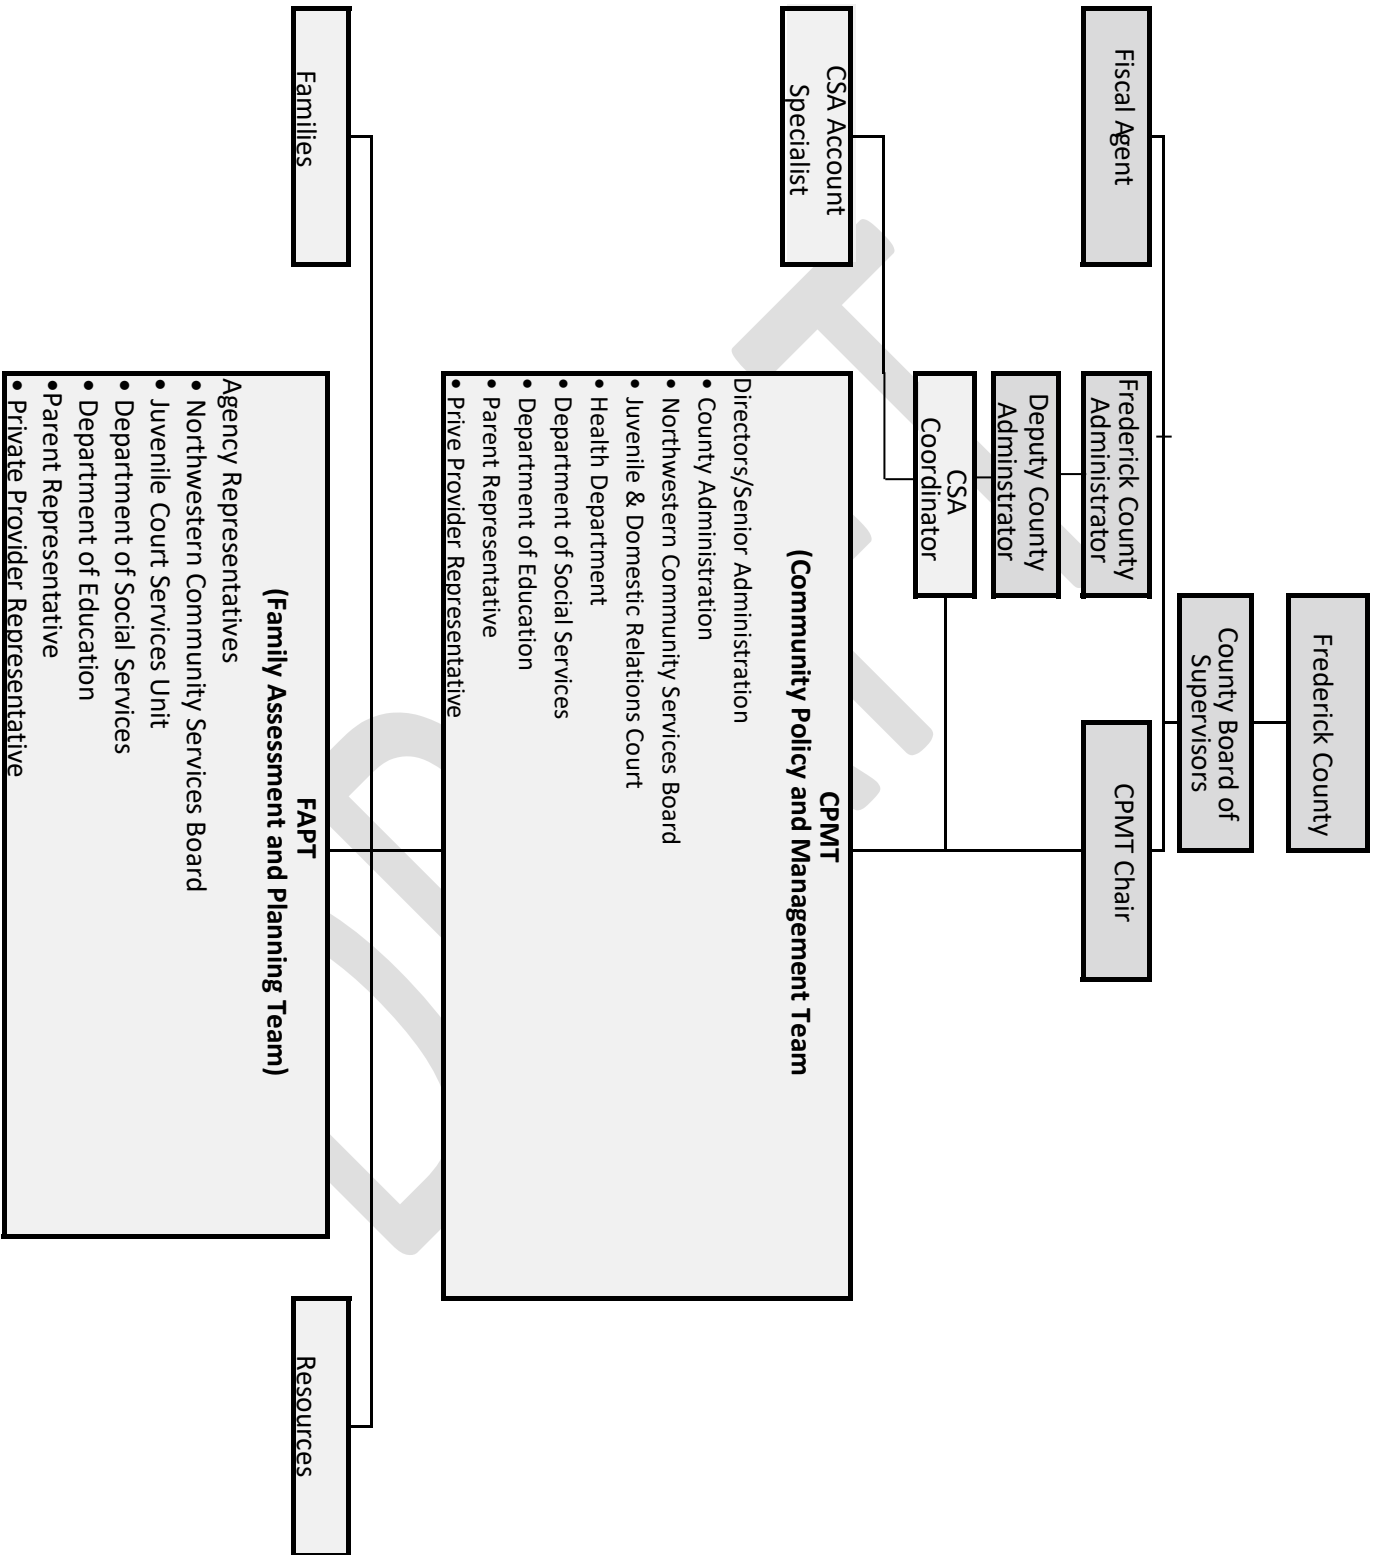 Frederick County
County Board of
Supervisors
Fiscal Agent
Frederick County
Administrator
CPMT Chair
Deputy County
Adminstrator
CSA
Coordinator
CSA Account
Specialist
CPMT
(Community Policy and Management Team
Directors/Senior Administration
• County Administration
• Northwestern Community Services Board
• Juvenile & Domestic Relations Court
• Health Department
• Department of Social Services
• Department of Education
• Parent Representative
• Prive Provider Representative
Families
Resources
FAPT
(Family Assessment and Planning Team)
Agency Representatives
• Northwestern Community Services Board
• Juvenile Court Services Unit
• Department of Social Services
• Department of Education
•Parent Representative
• Private Provider Representative
DRAFT